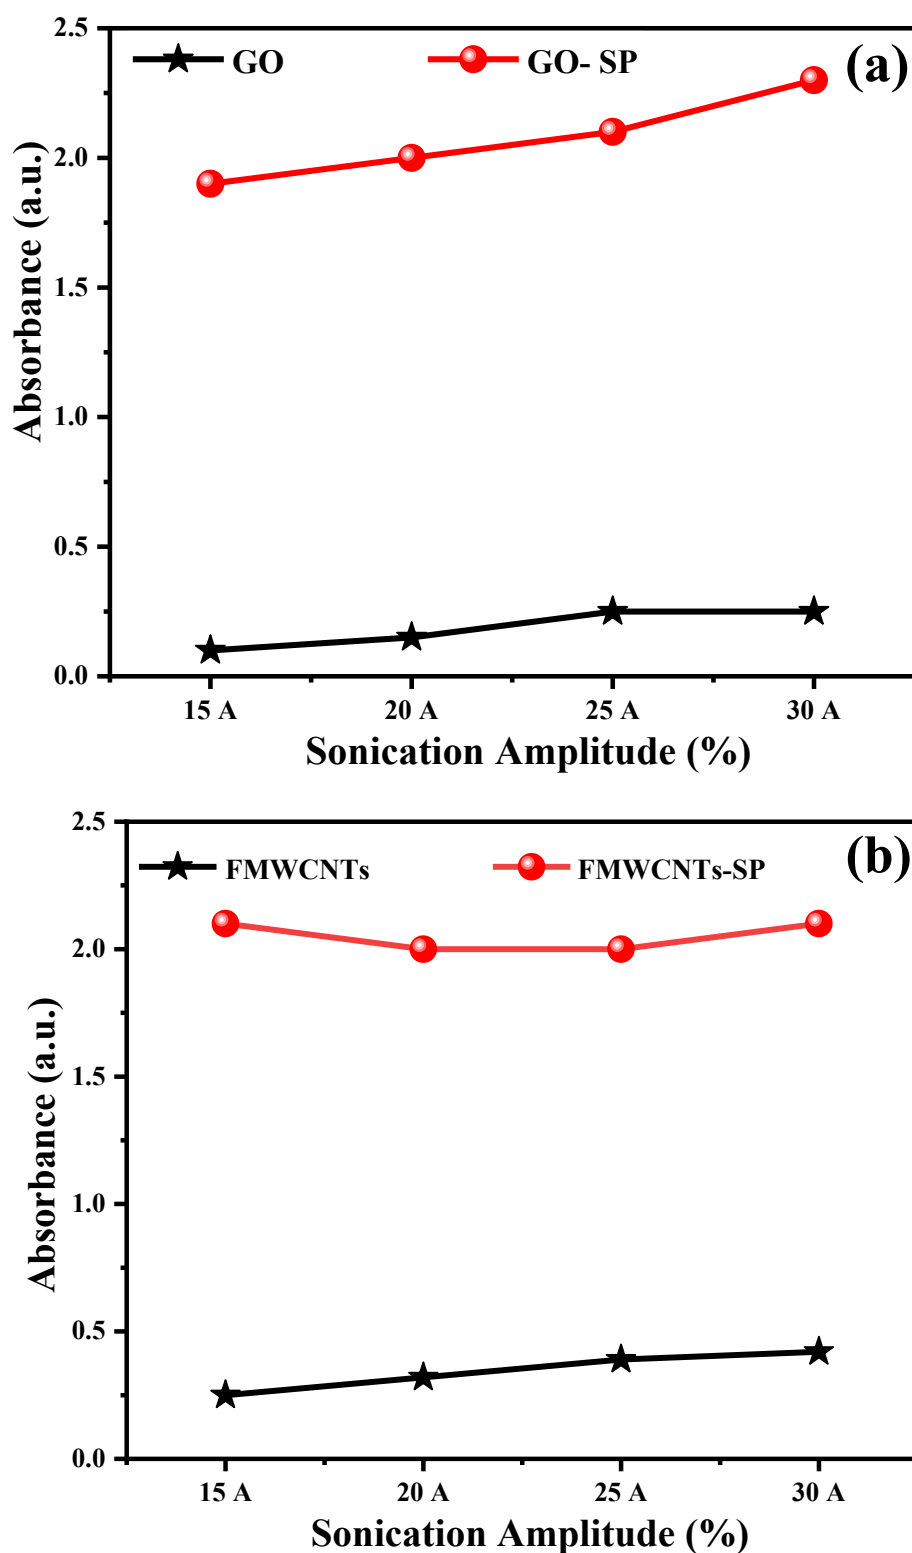 2.5
GO
GO- SP
(a)
2.0
1.5
1.0
0.5
0.0
Absorbance (a.u.)
15 A
20 A
25 A
30 A
Sonication Amplitude (%)
2.5
FMWCNTs
FMWCNTs-SP
(b)
2.0
1.5
1.0
0.5
0.0
Absorbance (a.u.)
15 A
20 A
25 A
30 A
Sonication Amplitude (%)